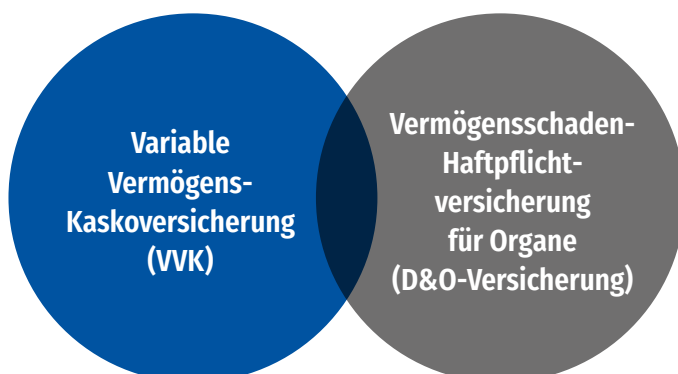 Variable
Vermögens-
Kaskoversicherung
(VVK)
Vermögensschaden-
Haftpflicht-
versicherung
für Organe
(D&O-Versicherung)